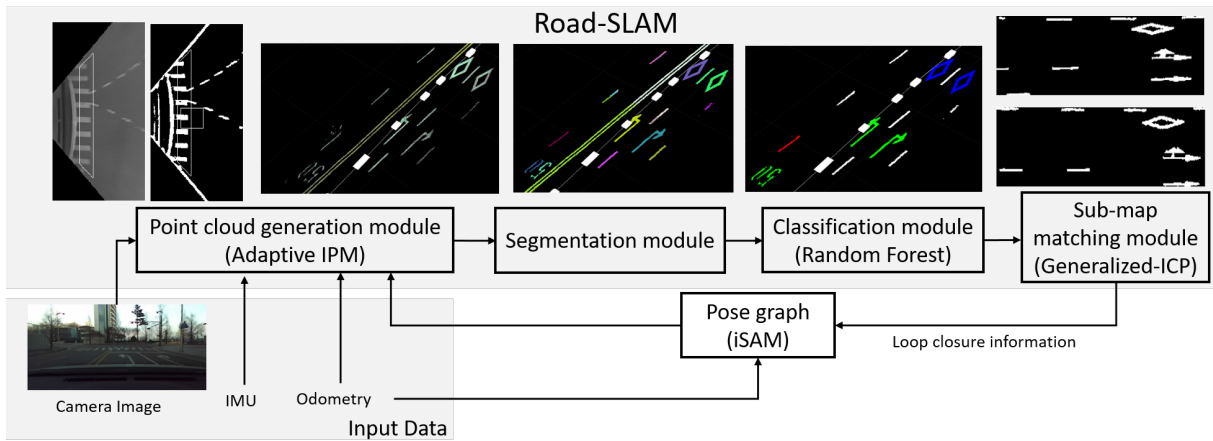 Road-SLAM
Point cloud generation module
(Adaptive IPM)
Segmentation module
Classification module
(Random Forest)
Sub-map
matching module
(Generalized-ICP)
Pose graph
(iSAM)
Loop closure information
Camera Image
IMU
Odometry
Input Data